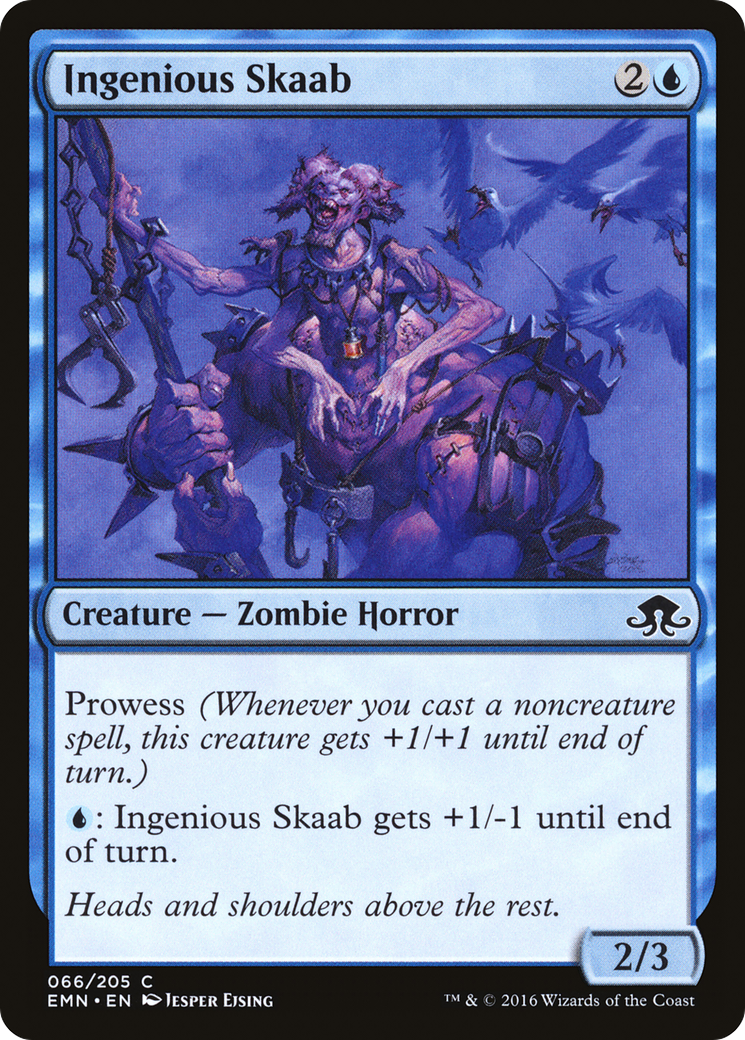 Ingenious Skaab 2
Creature — Zombie Horror
Prowess (Whenever you cast a noncreature
spell, this creature gets +1/+1 until end of
turn.)
: Ingenious Skaab gets +1/-1 until end
of turn.
Heads and shoulders above the rest.
2/3
066/205 C
EMN • EN Jesper Ejsing
™ & © 2016 Wizards of the Coast